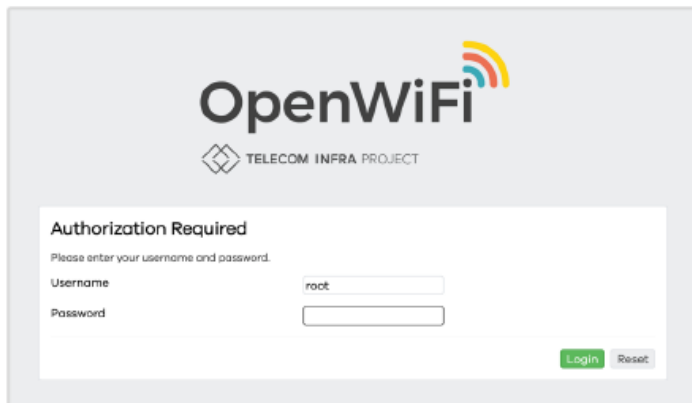 OpenWiFi
TELECOM INFRA PROJECT
Authorization Required
Please enter your username and password.
Username root
Password
Login Reset